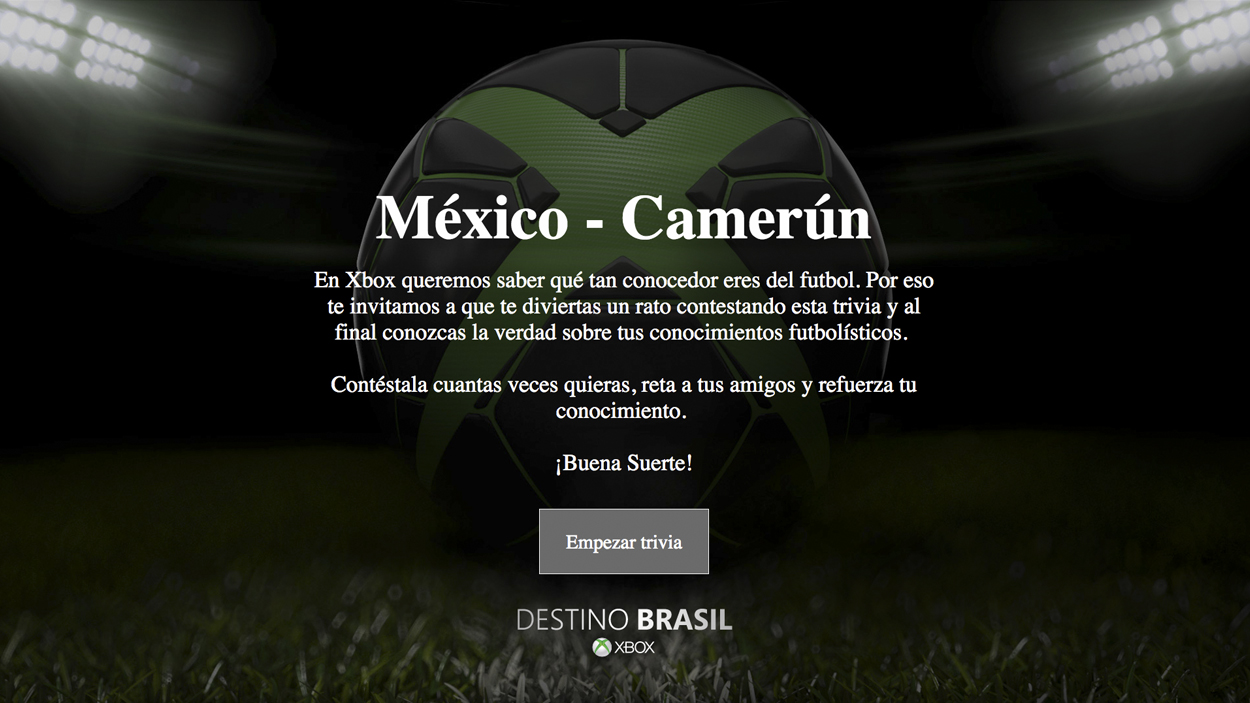 México - Camerún
En Xbox queremos saber qué tan conocedor eres del futbol. Por eso
te invitamos a que te diviertas un rato contestando esta trivia y al
final conozcas la verdad sobre tus conocimientos futbolísticos.
Contéstala cuantas veces quieras, reta a tus amigos y refuerza tu
conocimiento.
¡Buena Suerte!
Empezar trivia
DESTINO BRASIL
XBOX